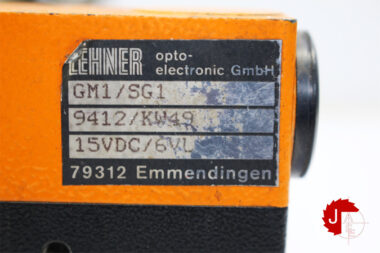 LEHNER opto-
electronic GmbH
GM1/SG1
9412/KW49
15VDC/6VL
79312 Emmendingen
J